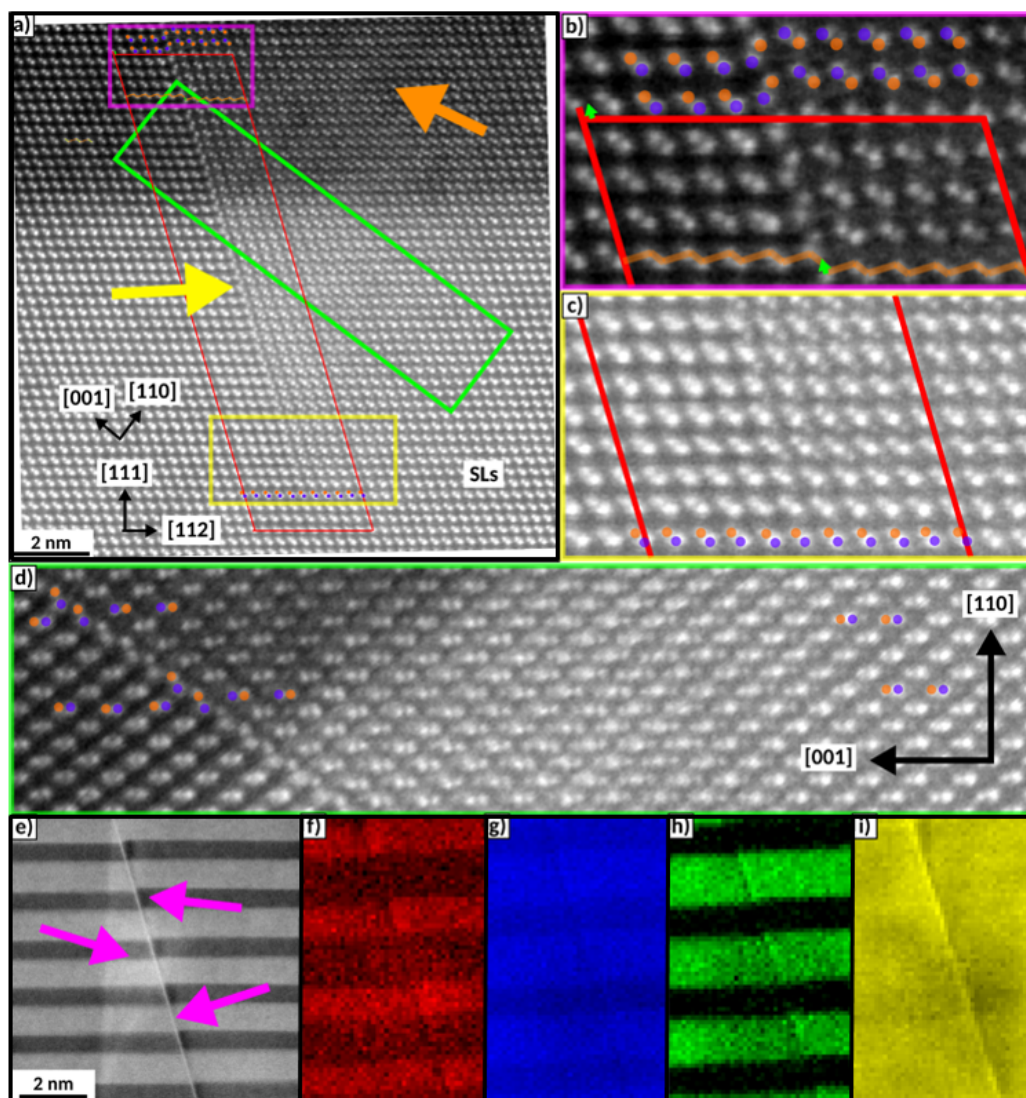 a)
[001]
[110]
[111]
[112]
2 nm
SLs
b)
c)
d)
[110]
[001]
e)
2 nm
f)
g)
h)
i)